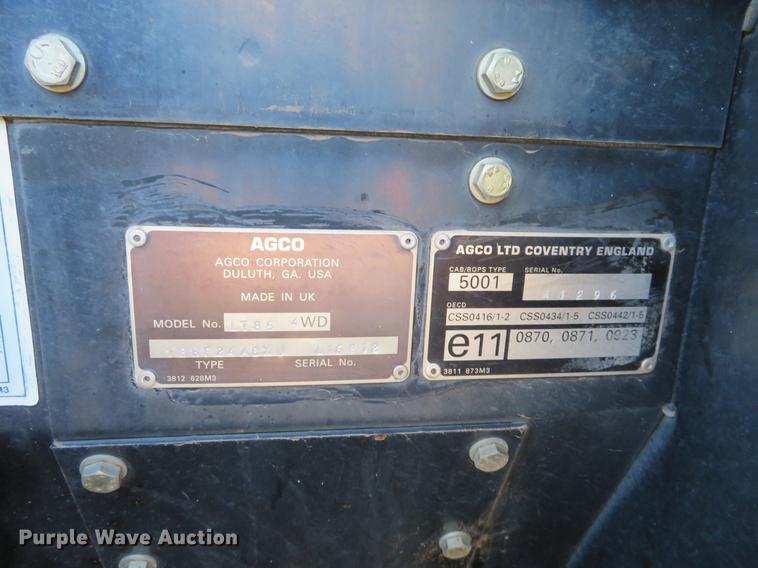 AGCO
AGCO CORPORATION
DULUTH, GA. USA
MADE IN UK
MODEL No. LT85 4WD
TYPE SERIAL No.
3812 628M3
AGCO LTD COVENTRY ENGLAND
CAB/ROPS TYPE SERIAL No.
5001 41296
OECD
CSS0416/1-2 CSS0434/1-5 CSS0442/1-5
e11 0870, 0871, 0923
3811 873M3
M3
Purple Wave Auction